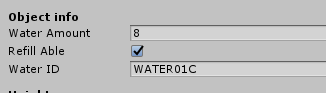 Object info
Water Amount 8
Refill Able
Water ID WATER01C